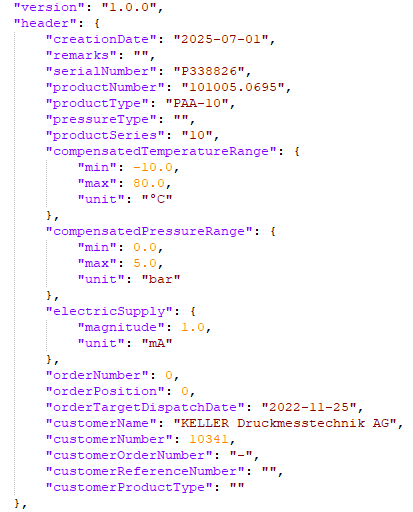 "version": "1.0.0",
"header": {
"creationDate": "2025-07-01",
"remarks": "",
"serialNumber": "P338826",
"productNumber": "101005.0695",
"productType": "PAA-10",
"pressureType": "",
"productSeries": "10",
"compensatedTemperatureRange": {
"min": -10.0,
"max": 80.0,
"unit": "°C"
},
"compensatedPressureRange": {
"min": 0.0,
"max": 5.0,
"unit": "bar"
},
"electricSupply": {
"magnitude": 1.0,
"unit": "mA"
},
"orderNumber": 0,
"orderPosition": 0,
"orderTargetDispatchDate": "2022-11-25",
"customerName": "KELLER Druckmesstechnik AG",
"customerNumber": 10341,
"customerOrderNumber": "-",
"customerReferenceNumber": "",
"customerProductType": ""
},